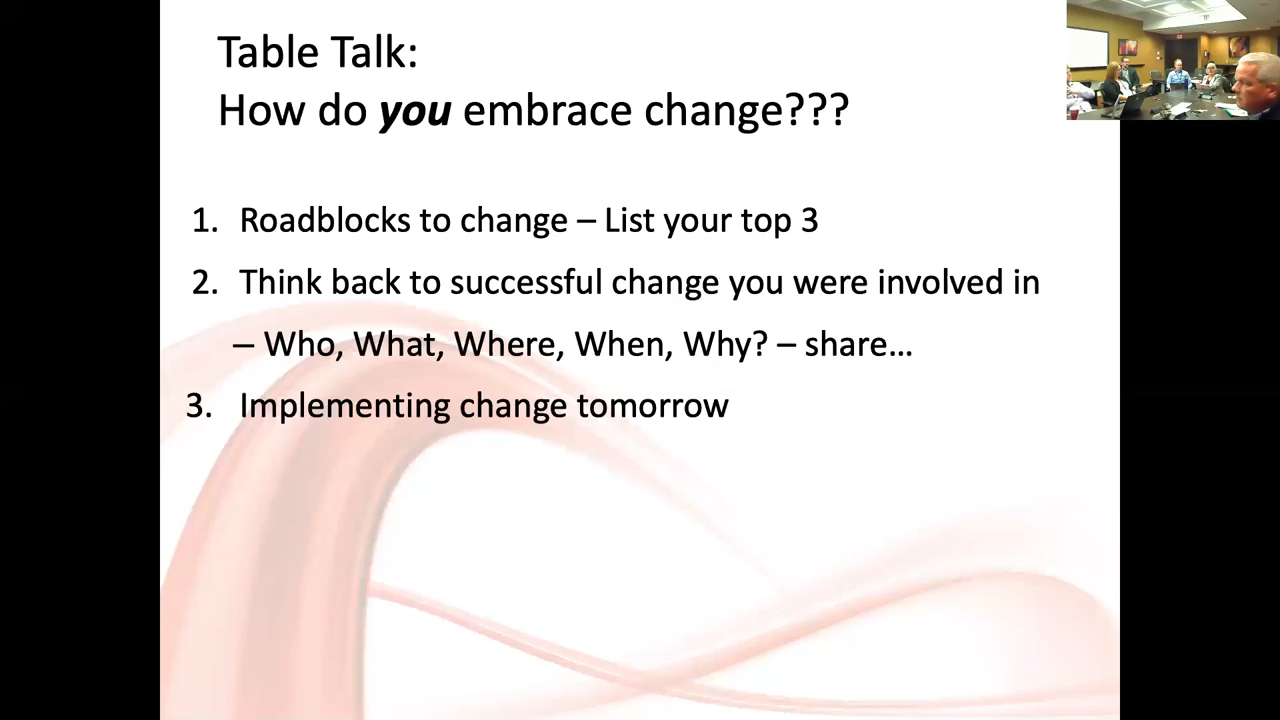 Table Talk:
How do you embrace change???
1. Roadblocks to change – List your top 3
2. Think back to successful change you were involved in
– Who, What, Where, When, Why? – share...
3. Implementing change tomorrow